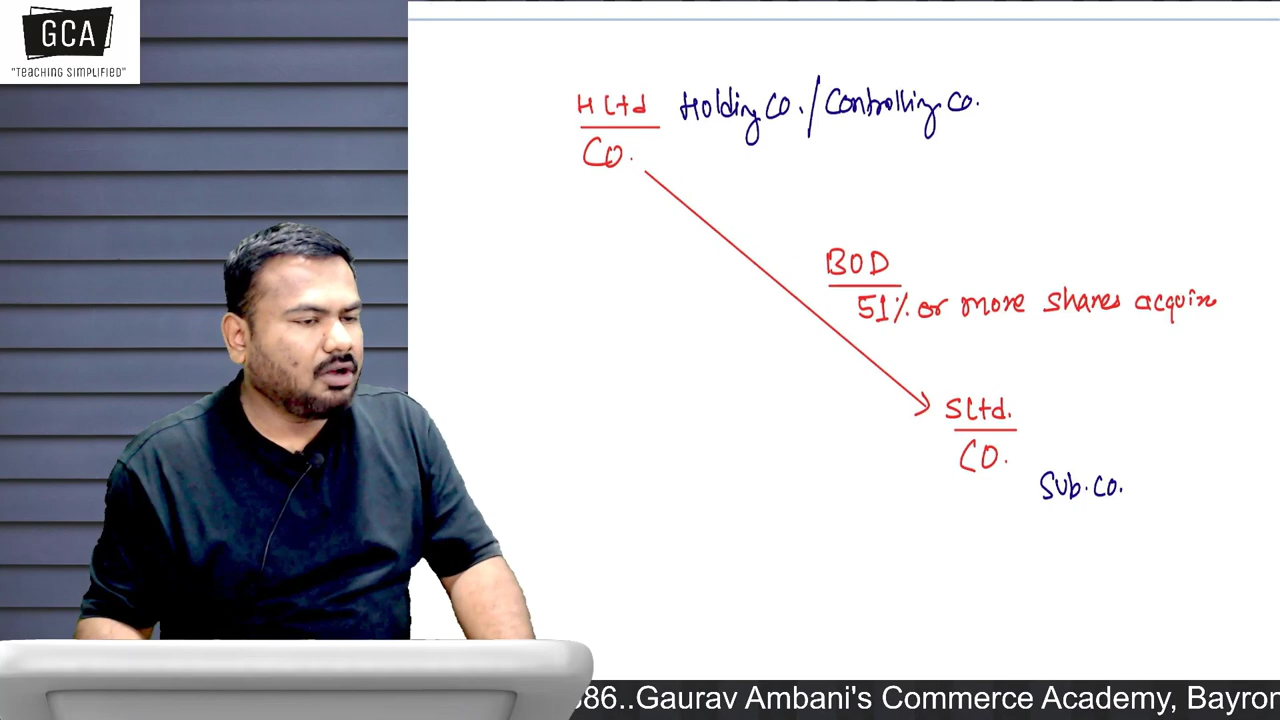 GCA
"TEACHING SIMPLIFIED"
H Ltd Holding Co. / Controlling Co.
Co.
BOD
51% or more shares acquire
S Ltd.
CO.
Sub. Co.
386..Gaurav Ambani's Commerce Academy, Bayron